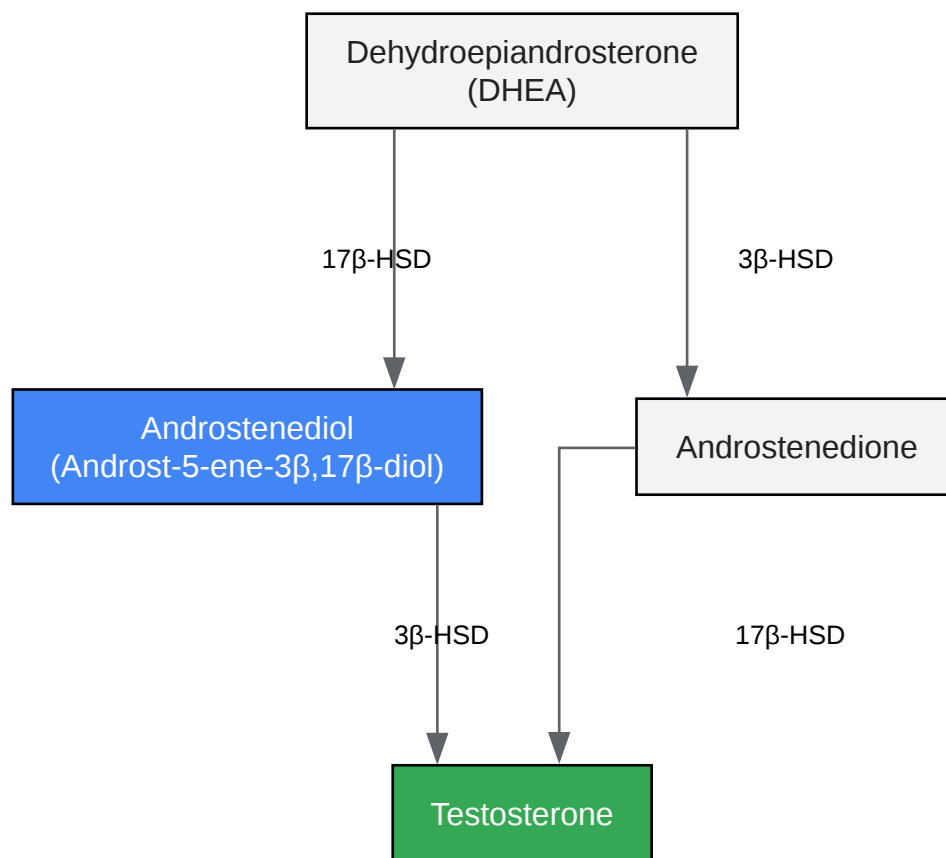 Dehydroepiandrosterone
(DHEA)
17β-HSD
3β-HSD
Androstenediol
(Androst-5-ene-3β,17β-diol)
Androstenedione
3β-HSD
17β-HSD
Testosterone